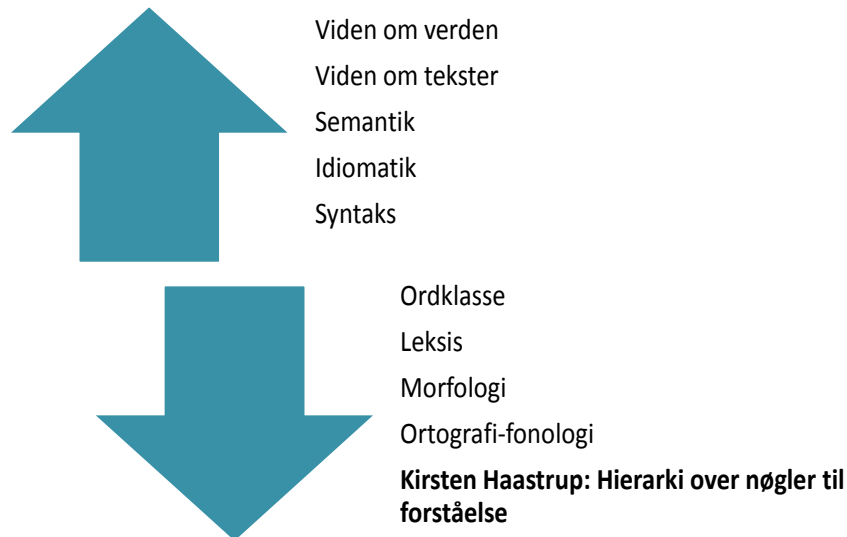 Viden om verden
Viden om tekster
Semantik
Idiomatik
Syntaks
Ordklasse
Leksis
Morfologi
Ortografi-fonologi
Kirsten Haastrup: Hierarki over nøgler til
forståelse